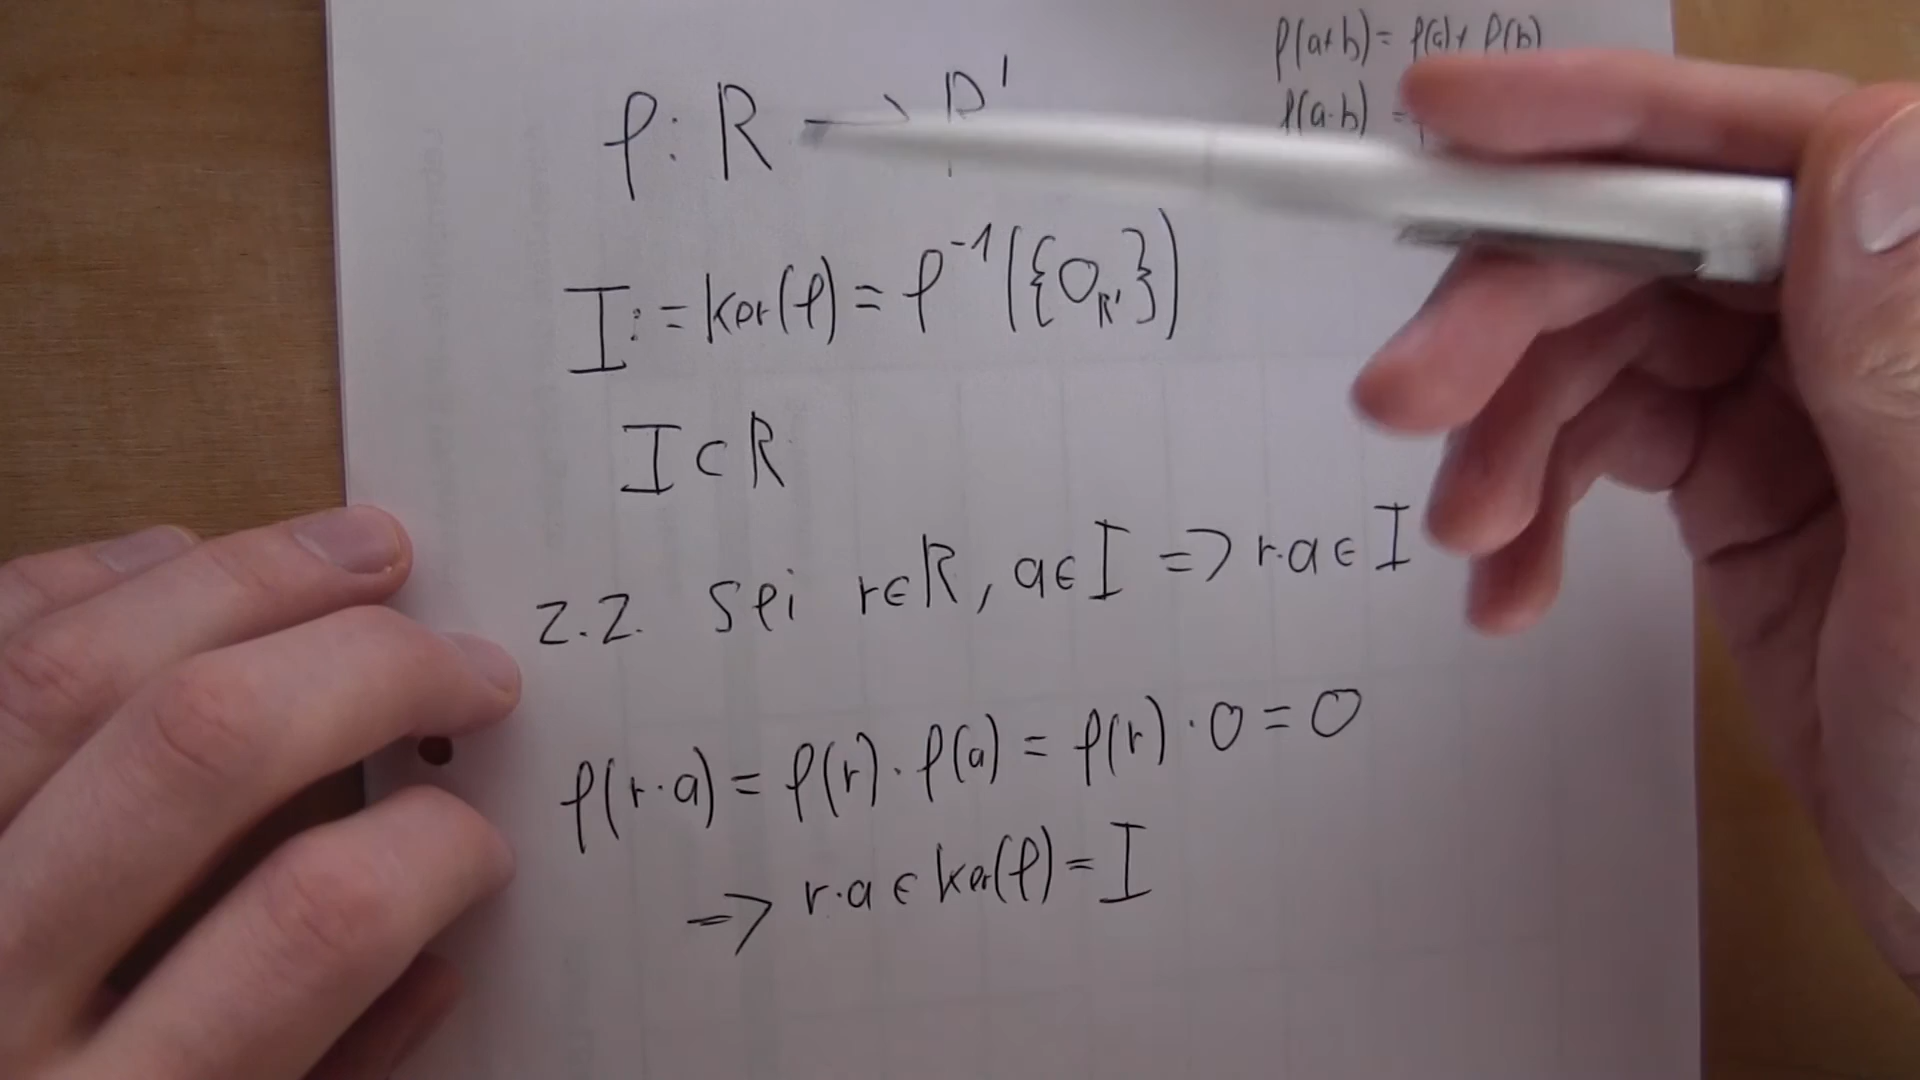 f(a+b) = f(a) + f(b)
f(a·b) =
f: R → R'
I := ker(f) = f⁻¹({0_R'})
I ⊂ R
z.z. Sei r∈R, a∈I => r·a∈I
f(r·a) = f(r)·f(a) = f(r)·0 = 0
=> r·a ∈ ker(f) = I